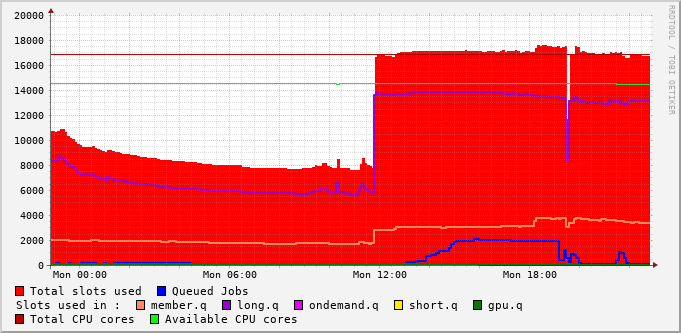 20000
18000
16000
14000
12000
10000
8000
6000
4000
2000
0
Mon 00:00 Mon 06:00 Mon 12:00 Mon 18:00
RRDTOOL / TOBI OETIKER
Total slots used Queued Jobs
Slots used in : member.q long.q ondemand.q short.q gpu.q
Total CPU cores Available CPU cores